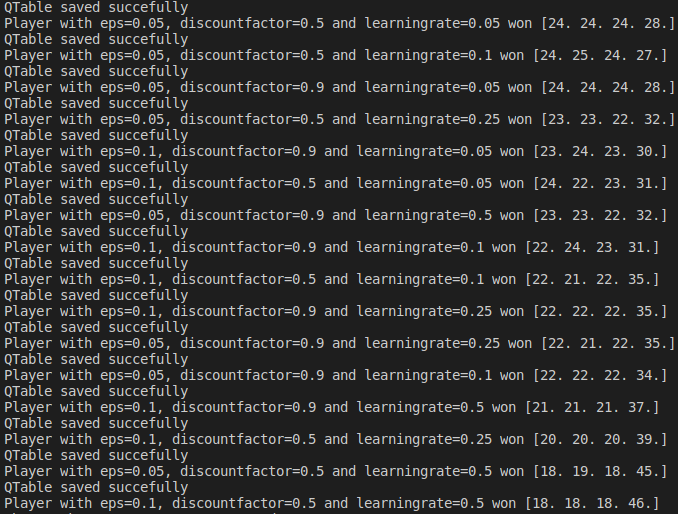 QTable saved succefully
Player with eps=0.05, discountfactor=0.5 and learningrate=0.05 won [24. 24. 24. 28.]
QTable saved succefully
Player with eps=0.05, discountfactor=0.5 and learningrate=0.1 won [24. 25. 24. 27.]
QTable saved succefully
Player with eps=0.05, discountfactor=0.9 and learningrate=0.05 won [24. 24. 24. 28.]
QTable saved succefully
Player with eps=0.05, discountfactor=0.5 and learningrate=0.25 won [23. 23. 22. 32.]
QTable saved succefully
Player with eps=0.1, discountfactor=0.9 and learningrate=0.05 won [23. 24. 23. 30.]
QTable saved succefully
Player with eps=0.1, discountfactor=0.5 and learningrate=0.05 won [24. 22. 23. 31.]
QTable saved succefully
Player with eps=0.05, discountfactor=0.9 and learningrate=0.5 won [23. 23. 22. 32.]
QTable saved succefully
Player with eps=0.1, discountfactor=0.9 and learningrate=0.1 won [22. 24. 23. 31.]
QTable saved succefully
Player with eps=0.1, discountfactor=0.5 and learningrate=0.1 won [22. 21. 22. 35.]
QTable saved succefully
Player with eps=0.1, discountfactor=0.9 and learningrate=0.25 won [22. 22. 22. 35.]
QTable saved succefully
Player with eps=0.05, discountfactor=0.9 and learningrate=0.25 won [22. 21. 22. 35.]
QTable saved succefully
Player with eps=0.05, discountfactor=0.9 and learningrate=0.1 won [22. 22. 22. 34.]
QTable saved succefully
Player with eps=0.1, discountfactor=0.9 and learningrate=0.5 won [21. 21. 21. 37.]
QTable saved succefully
Player with eps=0.1, discountfactor=0.5 and learningrate=0.25 won [20. 20. 20. 39.]
QTable saved succefully
Player with eps=0.05, discountfactor=0.5 and learningrate=0.5 won [18. 19. 18. 45.]
QTable saved succefully
Player with eps=0.1, discountfactor=0.5 and learningrate=0.5 won [18. 18. 18. 46.]